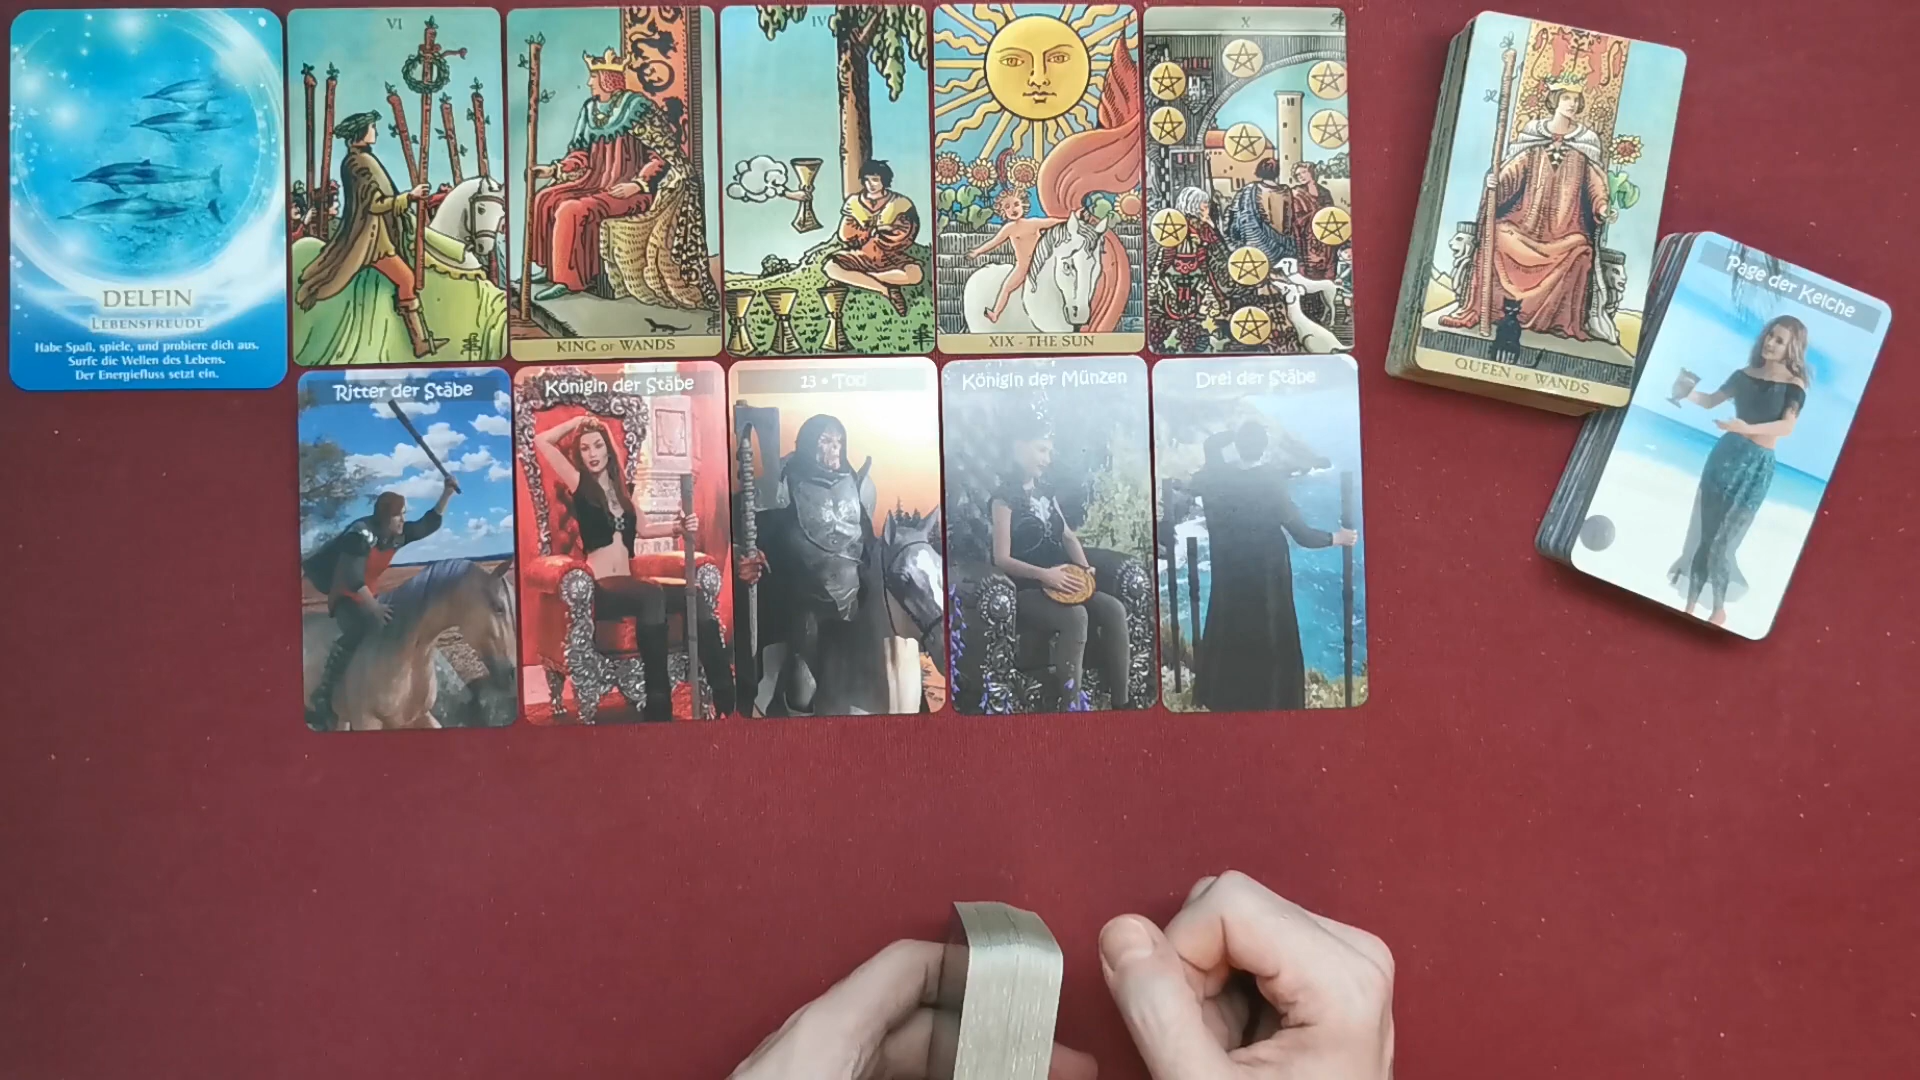 DELFIN
LEBENSFREUDE
Habe Spaß, spiele, und probiere dich aus.
Surfe die Wellen des Lebens.
Der Energiefluss setzt ein.
VI
KING OF WANDS
IV
XIX - THE SUN
X
QUEEN OF WANDS
Page der Kelche
Ritter der Stäbe
Königin der Stäbe
13 • Tod
Königin der Münzen
Drei der Stäbe